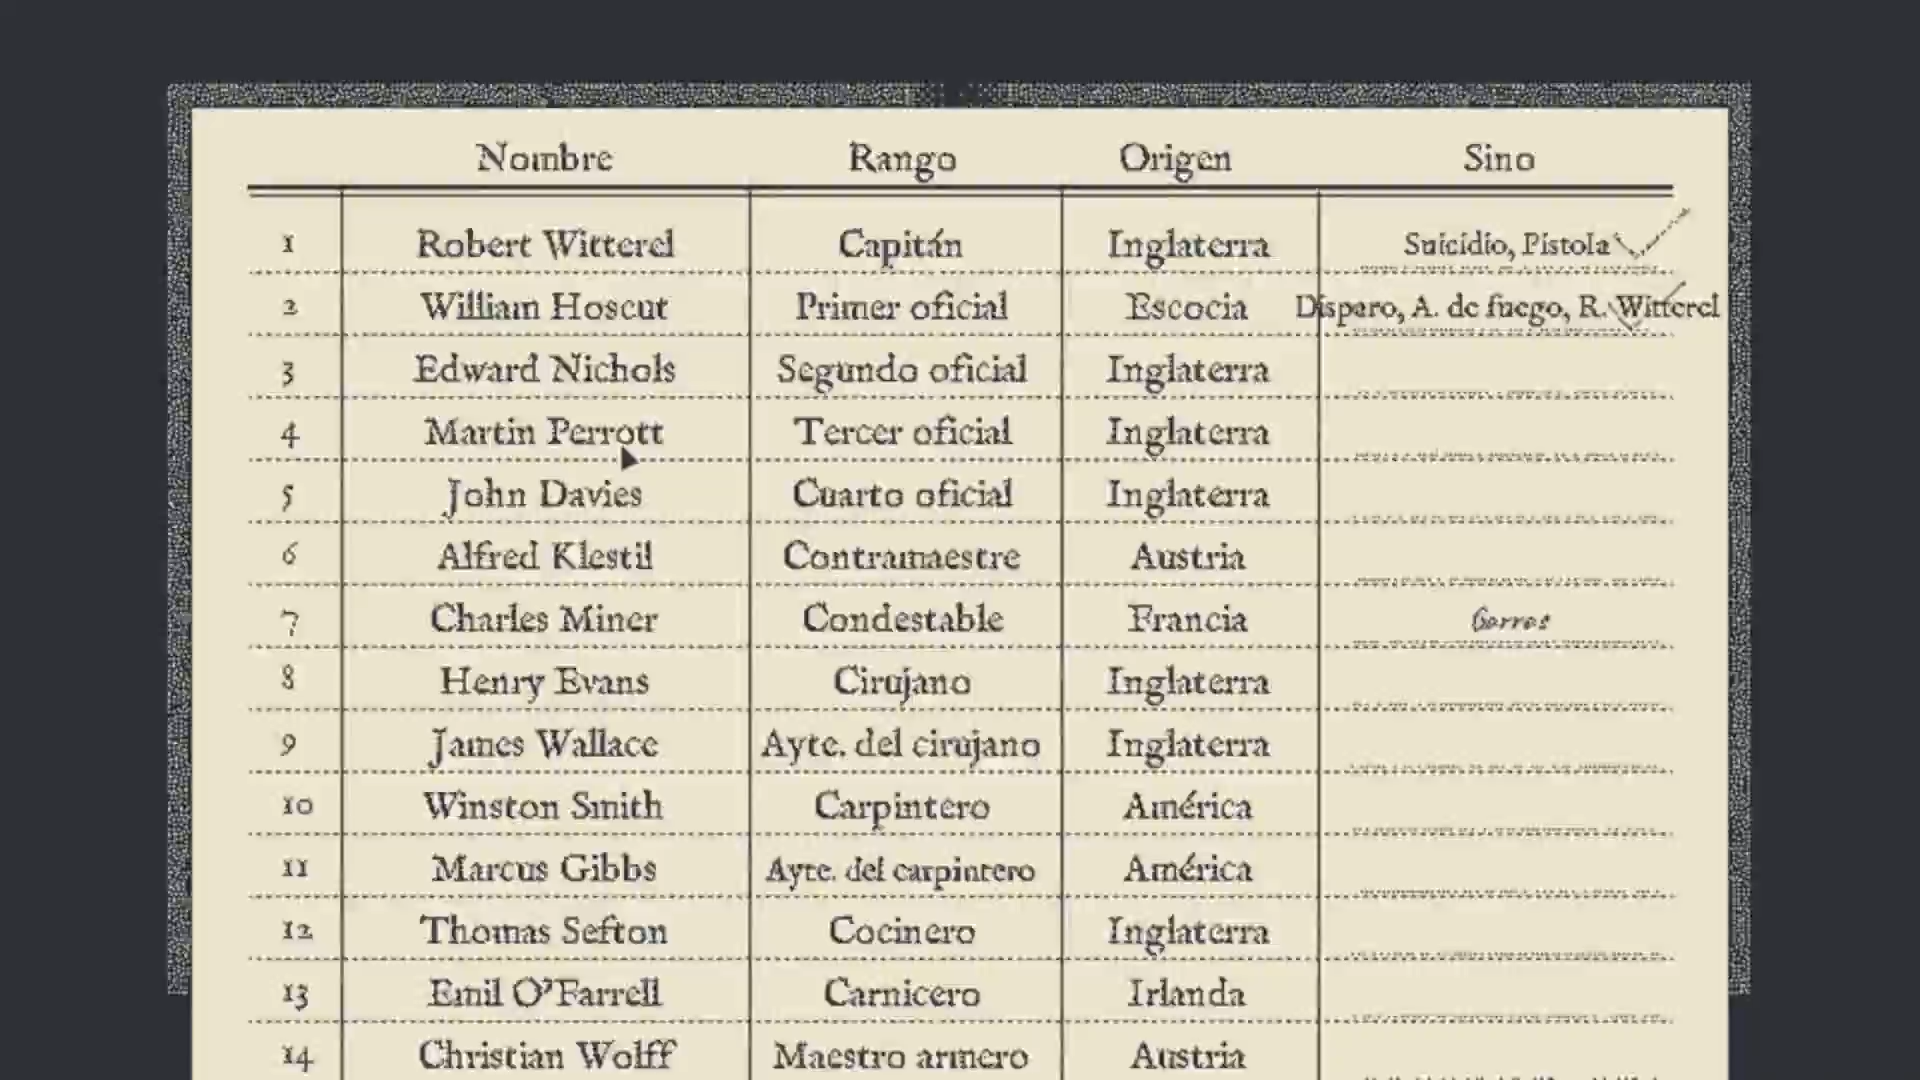 Nombre Rango Origen Sino
1 Robert Witterel Capitán Inglaterra Suicidio, Pistola
2 William Hoscut Primer oficial Escocia Disparo, A. de fuego, R. Witterel
3 Edward Nichols Segundo oficial Inglaterra
4 Martin Perrott Tercer oficial Inglaterra
5 John Davies Cuarto oficial Inglaterra
6 Alfred Klestil Contramaestre Austria
7 Charles Miner Condestable Francia Garras
8 Henry Evans Cirujano Inglaterra
9 James Wallace Ayte. del cirujano Inglaterra
10 Winston Smith Carpintero América
11 Marcus Gibbs Ayte. del carpintero América
12 Thomas Sefton Cocinero Inglaterra
13 Emil O'Farrell Carnicero Irlanda
14 Christian Wolff Maestro armero Austria